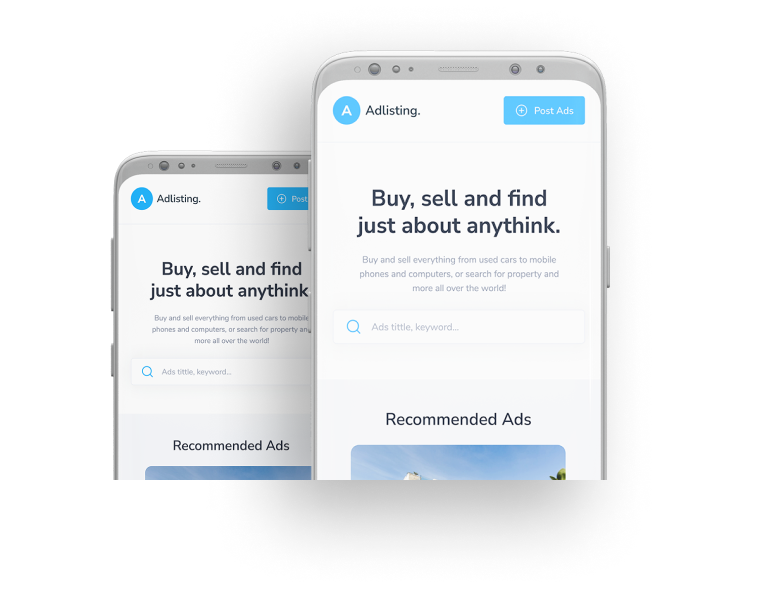 A Adlisting. Post Ads
Buy, sell and find
just about anythink.
Buy and sell everything from used cars to mobile
phones and computers, or search for property and
more all over the world!
Ads tittle, keyword...
Recommended Ads
A Adlisting. Post
Buy, sell and find
just about anythink
Buy and sell everything from used cars to mobile
phones and computers, or search for property and
more all over the world!
Ads tittle, keyword...
Recommended Ads